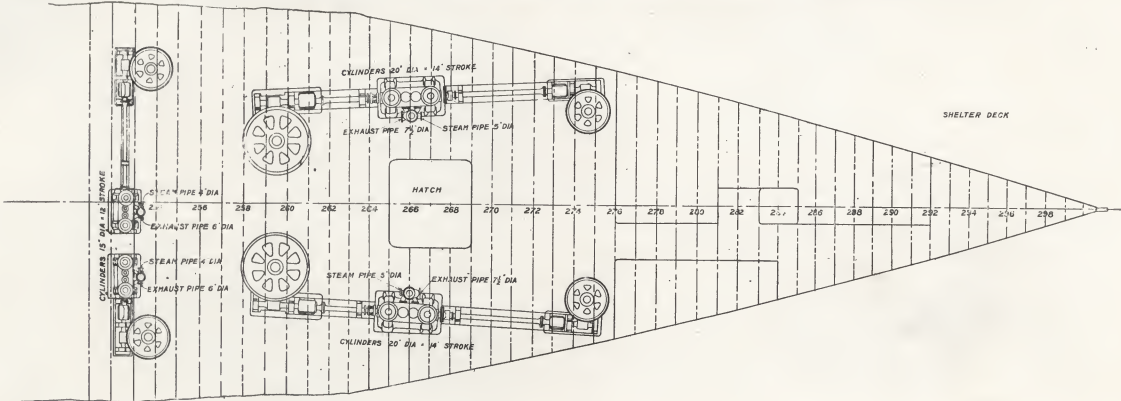 CYLINDERS 20" DIA = 14" STROKE
EXHAUST PIPE 7½" DIA
STEAM PIPE 5" DIA
SHELTER DECK
HATCH
STEAM PIPE 4" DIA
EXHAUST PIPE 6" DIA
CYLINDERS 15" DIA = 12" STROKE
256 258 260 264 266 268 270 272 274 276 278 280 282 288 290 292 294 296 298
STEAM PIPE 4" DIA
EXHAUST PIPE 6" DIA
STEAM PIPE 5" DIA
EXHAUST PIPE 7½" DIA
CYLINDERS 20" DIA = 14" STROKE